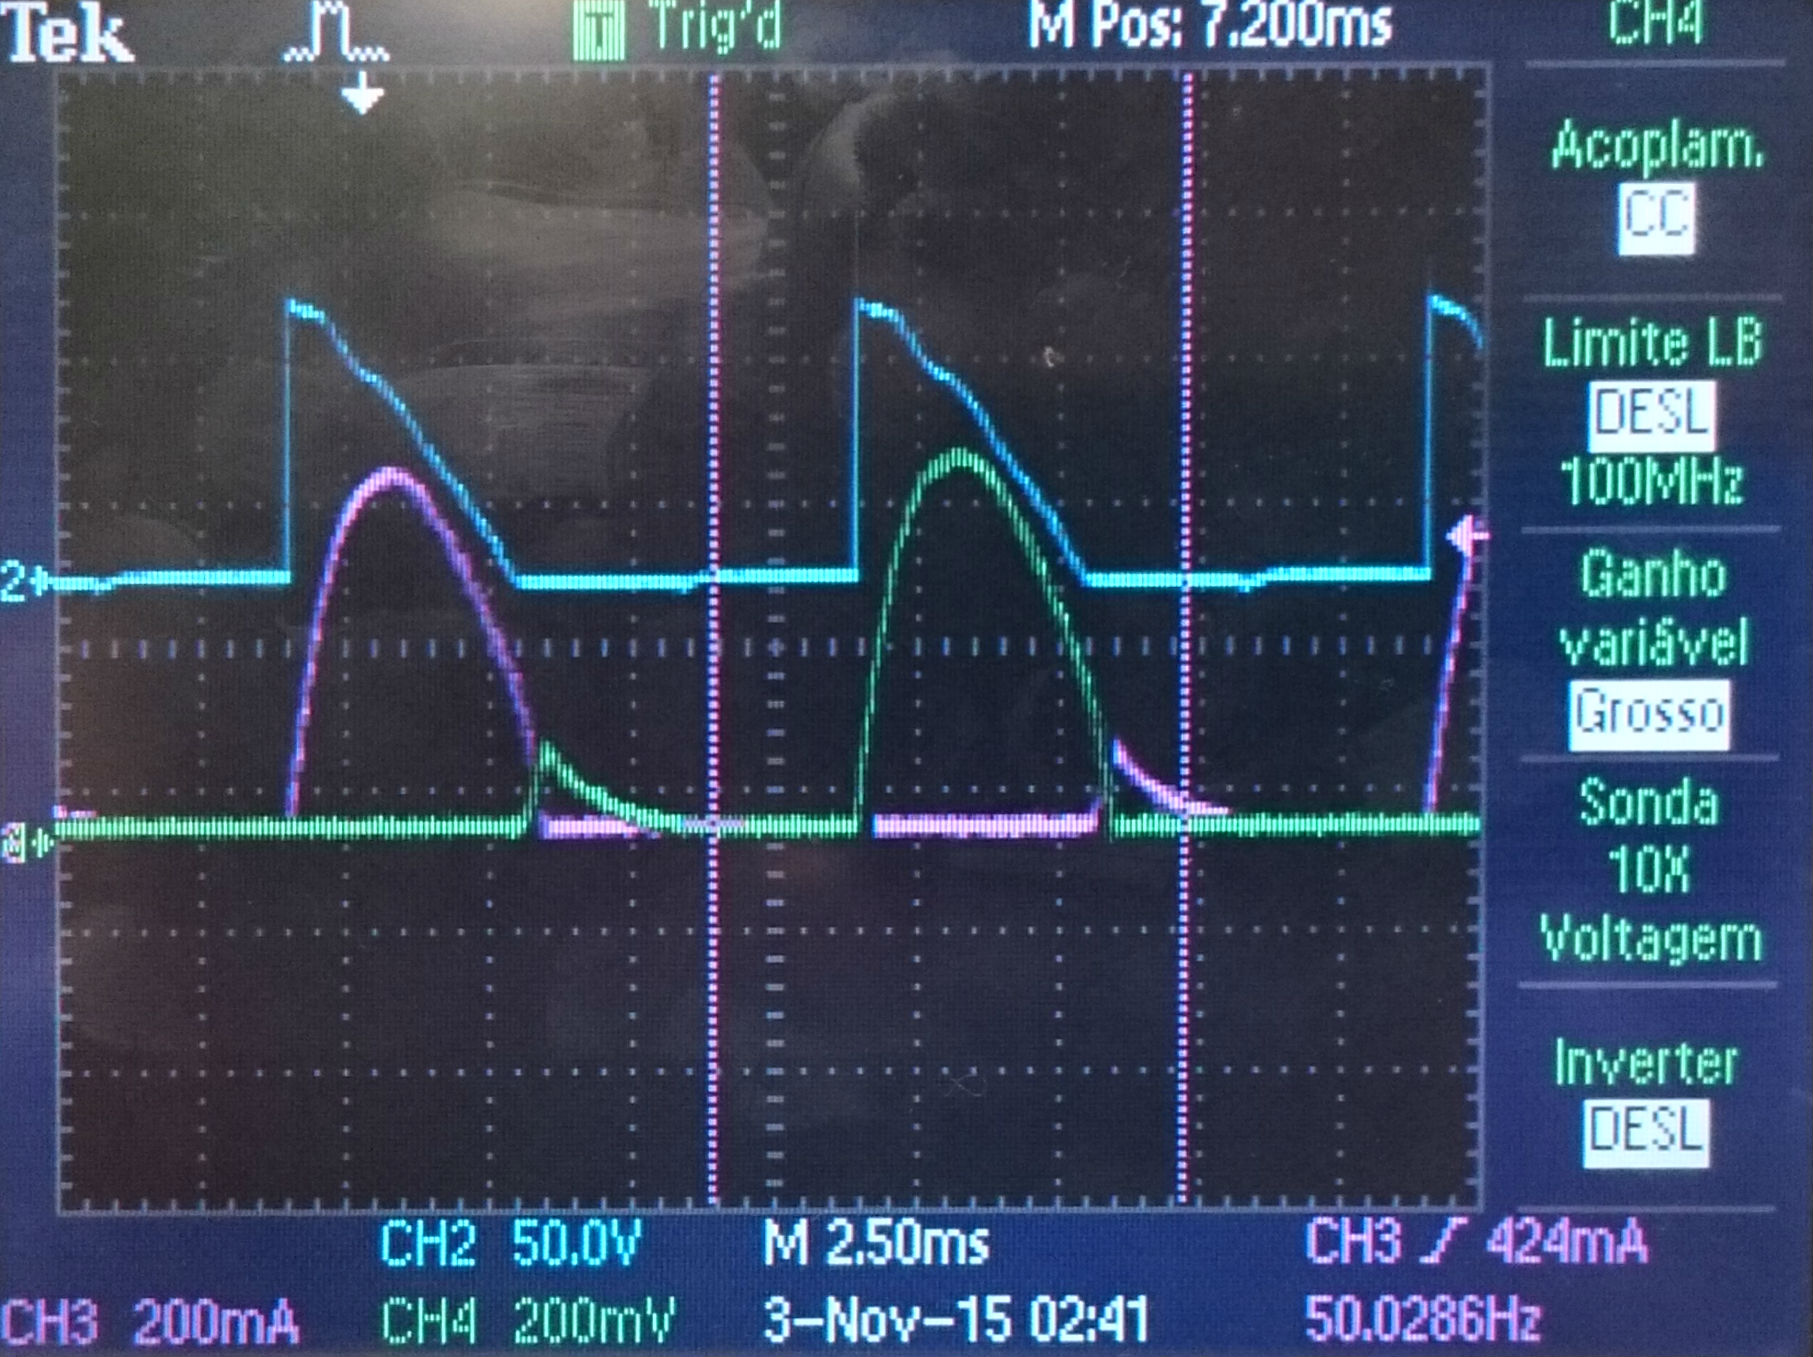 Tek T Trig'd M Pos: 7.200ms CH4
Acoplam.
CC
Limite LB
DESL
100MHz
Ganho
variável
Grosso
Sonda
10X
Voltagem
Inverter
DESL
2
CH2 50.0V M 2.50ms CH3 424mA
CH3 200mA CH4 200mV 3-Nov-15 02:41 50.0286Hz